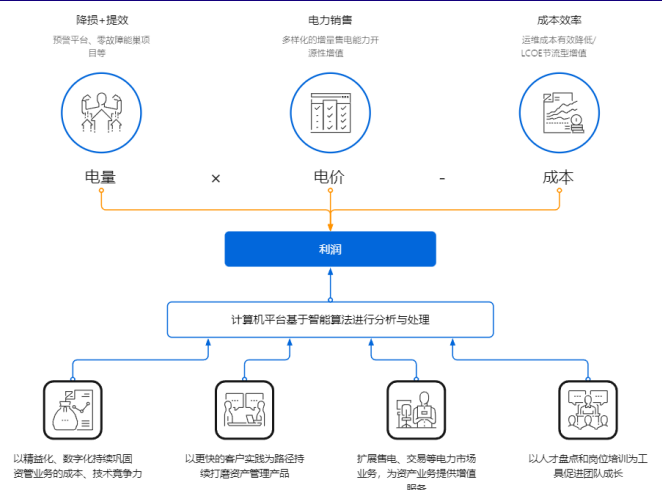 降损+提效
电力销售
成本效率
预警平台、零故障能巢项
目等
多样化的增量售电能力开
源性增值
运维成本有效降低/
LCOE节流型增值
电量
×
电价
-
成本
利润
计算机平台基于智能算法进行分析与处理
以精益化、数字化持续巩固
资管业务的成本、技术竞争力
以更快的客户实践为路径持
续打磨资产管理产品
扩展售电、交易等电力市场
业务，为资产业务提供增值
服务
以人才盘点和岗位培训为工
具促进团队成长